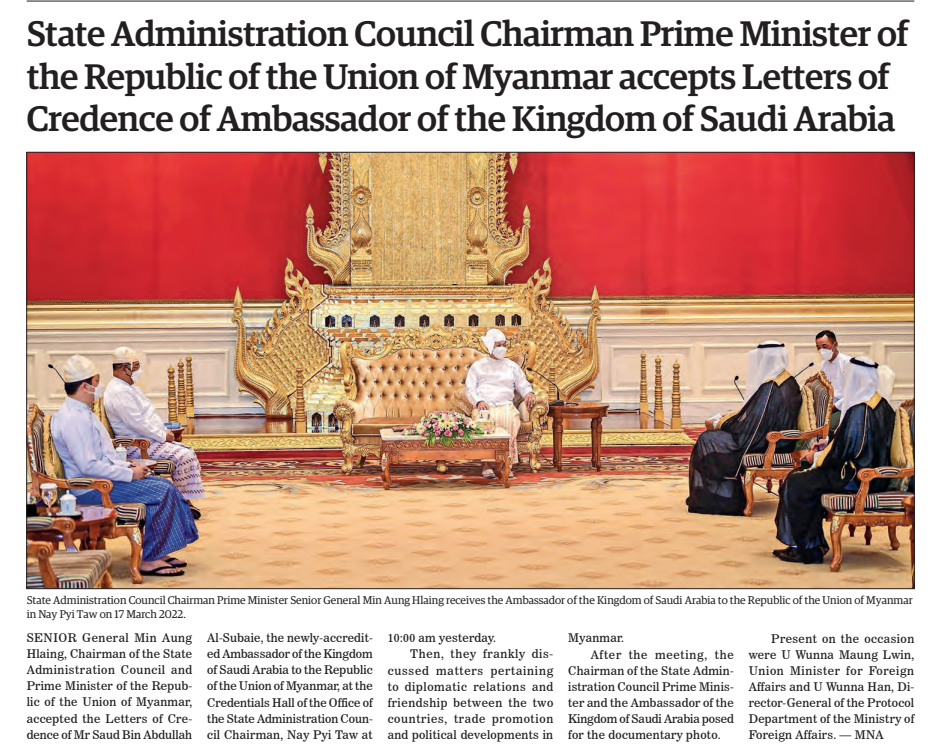 State Administration Council Chairman Prime Minister of
the Republic of the Union of Myanmar accepts Letters of
Credence of Ambassador of the Kingdom of Saudi Arabia
State Administration Council Chairman Prime Minister Senior General Min Aung Hlaing receives the Ambassador of the Kingdom of Saudi Arabia to the Republic of the Union of Myanmar
in Nay Pyi Taw on 17 March 2022.
SENIOR General Min Aung
Hlaing, Chairman of the State
Administration Council and
Prime Minister of the Repub-
lic of the Union of Myanmar,
accepted the Letters of Cre-
dence of Mr Saud Bin Abdullah
Al-Subaie, the newly-accredit-
ed Ambassador of the Kingdom
of Saudi Arabia to the Republic
of the Union of Myanmar, at the
Credentials Hall of the Office of
the State Administration Coun-
cil Chairman, Nay Pyi Taw at
10:00 am yesterday.
Then, they frankly dis-
cussed matters pertaining
to diplomatic relations and
friendship between the two
countries, trade promotion
and political developments in
Myanmar.
After the meeting, the
Chairman of the State Admin-
istration Council Prime Minis-
ter and the Ambassador of the
Kingdom of Saudi Arabia posed
for the documentary photo.
Present on the occasion
were U Wunna Maung Lwin,
Union Minister for Foreign
Affairs and U Wunna Han, Di-
rector-General of the Protocol
Department of the Ministry of
Foreign Affairs. — MNA